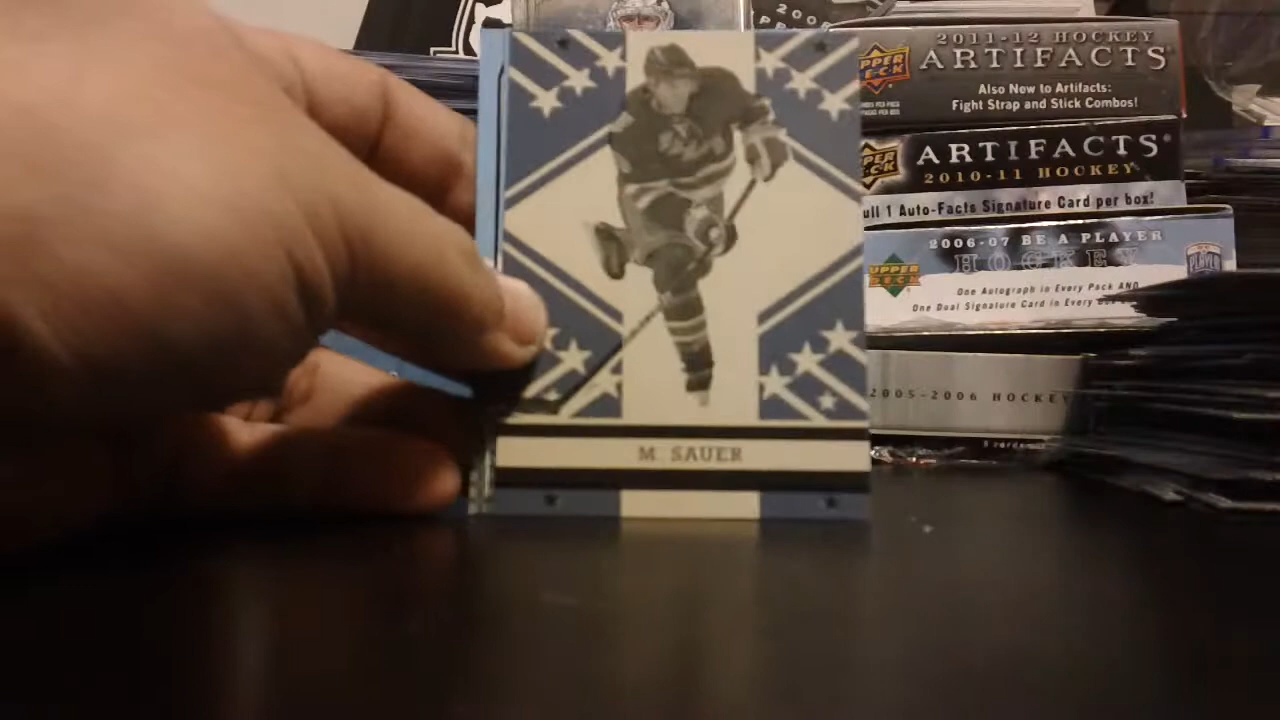 2011-12 HOCKEY
UPPER DECK
ARTIFACTS
Also New to Artifacts:
Fight Strap and Stick Combos!
ARTIFACTS
2010-11 HOCKEY
1 Auto-Facts Signature Card per box!
2006-07 BE A PLAYER
HOCKEY
UPPER DECK
One Autograph in Every Pack AND
One Dual Signature Card in Every
2005-2006 HOCKEY
M. SAUER